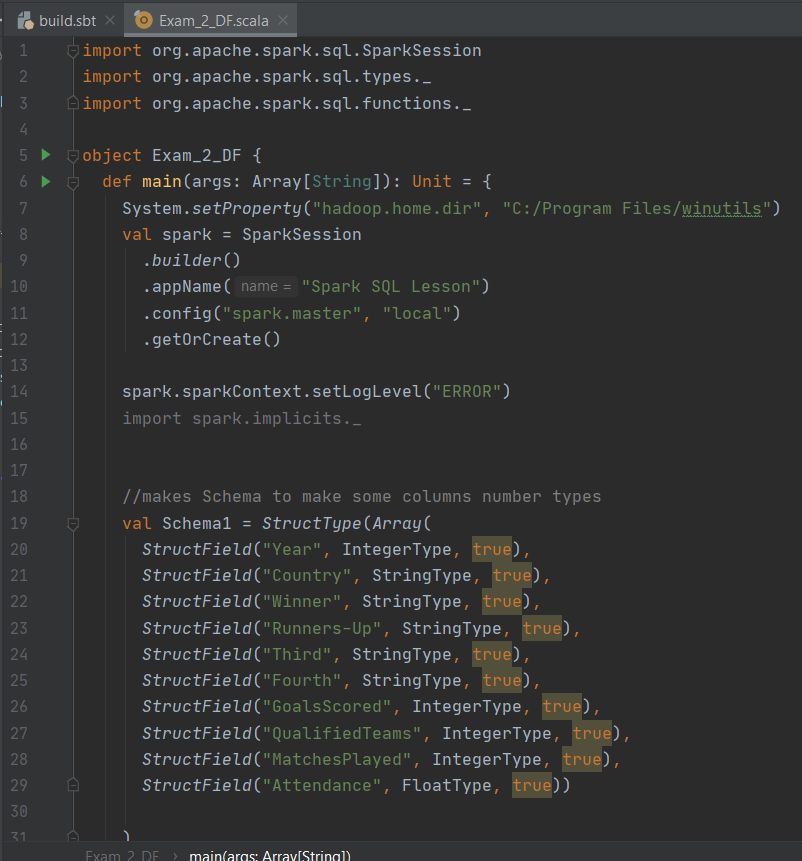 build.sbt Exam_2_DF.scala
1 import org.apache.spark.sql.SparkSession
2 import org.apache.spark.sql.types._
3 import org.apache.spark.sql.functions._
4
5 object Exam_2_DF {
6 def main(args: Array[String]): Unit = {
7 System.setProperty("hadoop.home.dir", "C:/Program Files/winutils")
8 val spark = SparkSession
9 .builder()
10 .appName( name = "Spark SQL Lesson")
11 .config("spark.master", "local")
12 .getOrCreate()
13
14 spark.sparkContext.setLogLevel("ERROR")
15 import spark.implicits._
16
17
18 //makes Schema to make some columns number types
19 val Schema1 = StructType(Array(
20 StructField("Year", IntegerType, true),
21 StructField("Country", StringType, true),
22 StructField("Winner", StringType, true),
23 StructField("Runners-Up", StringType, true),
24 StructField("Third", StringType, true),
25 StructField("Fourth", StringType, true),
26 StructField("GoalsScored", IntegerType, true),
27 StructField("QualifiedTeams", IntegerType, true),
28 StructField("MatchesPlayed", IntegerType, true),
29 StructField("Attendance", FloatType, true))
30
31 )
Exam_2_DF > main(args: Array[String])